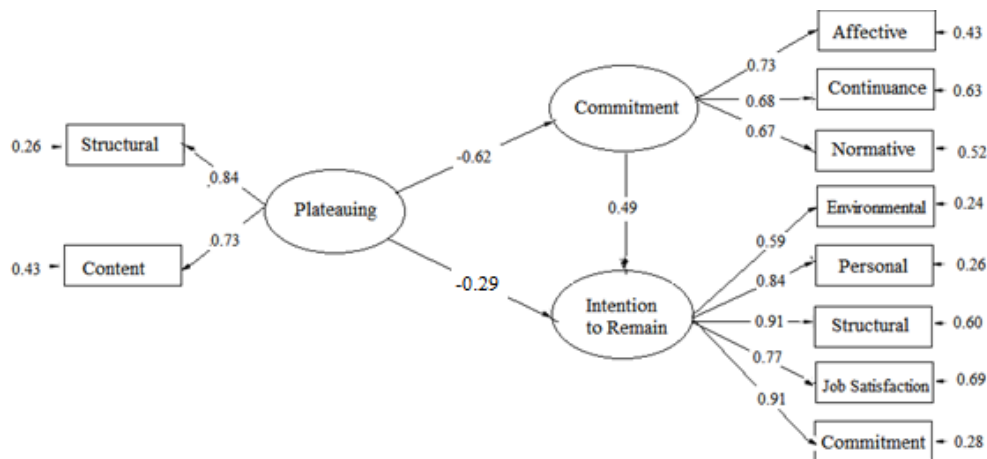 Affective
0.43
0.73
Continuance
0.63
0.68
Commitment
0.67
Normative
0.52
0.26
Structural
0.84
-0.62
Plateauing
0.49
Environmental
0.24
0.59
0.73
0.43
Content
-0.29
Personal
0.26
0.84
Intention
to Remain
0.91
Structural
0.60
0.77
Job Satisfaction
0.69
0.91
Commitment
0.28